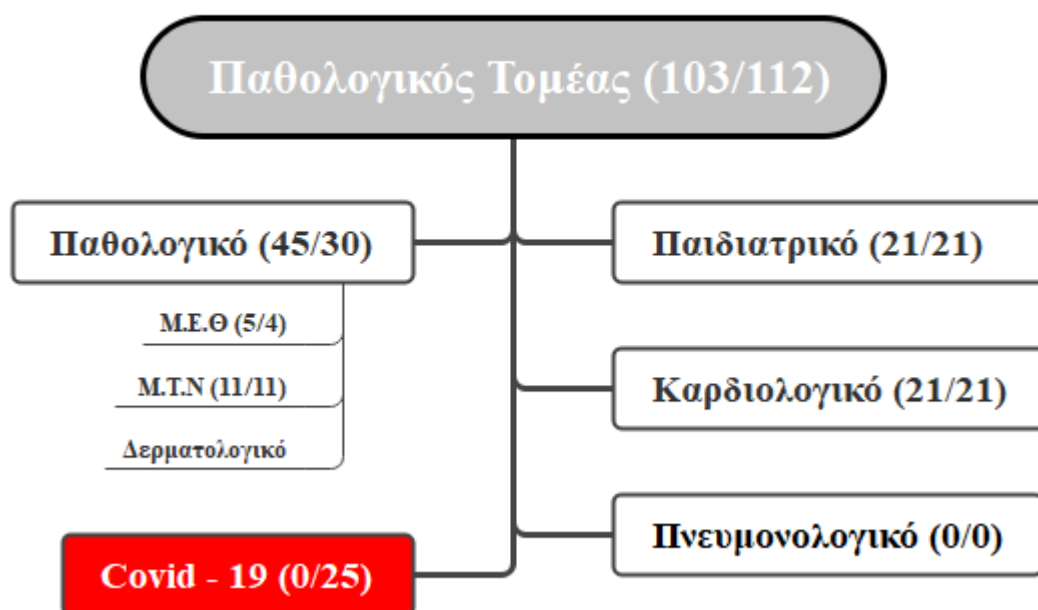 Παθολογικός Τομέας (103/112)
Παθολογικό (45/30)
Μ.Ε.Θ (5/4)
Μ.Τ.Ν (11/11)
Δερματολογικό
Covid - 19 (0/25)
Παιδιατρικό (21/21)
Καρδιολογικό (21/21)
Πνευμονολογικό (0/0)